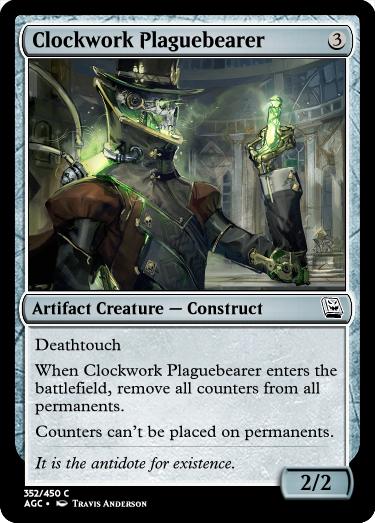 Clockwork Plaguebearer 3
Artifact Creature — Construct
Deathtouch
When Clockwork Plaguebearer enters the
battlefield, remove all counters from all
permanents.
Counters can't be placed on permanents.
It is the antidote for existence.
2/2
352/450 C
AGC • Travis Anderson